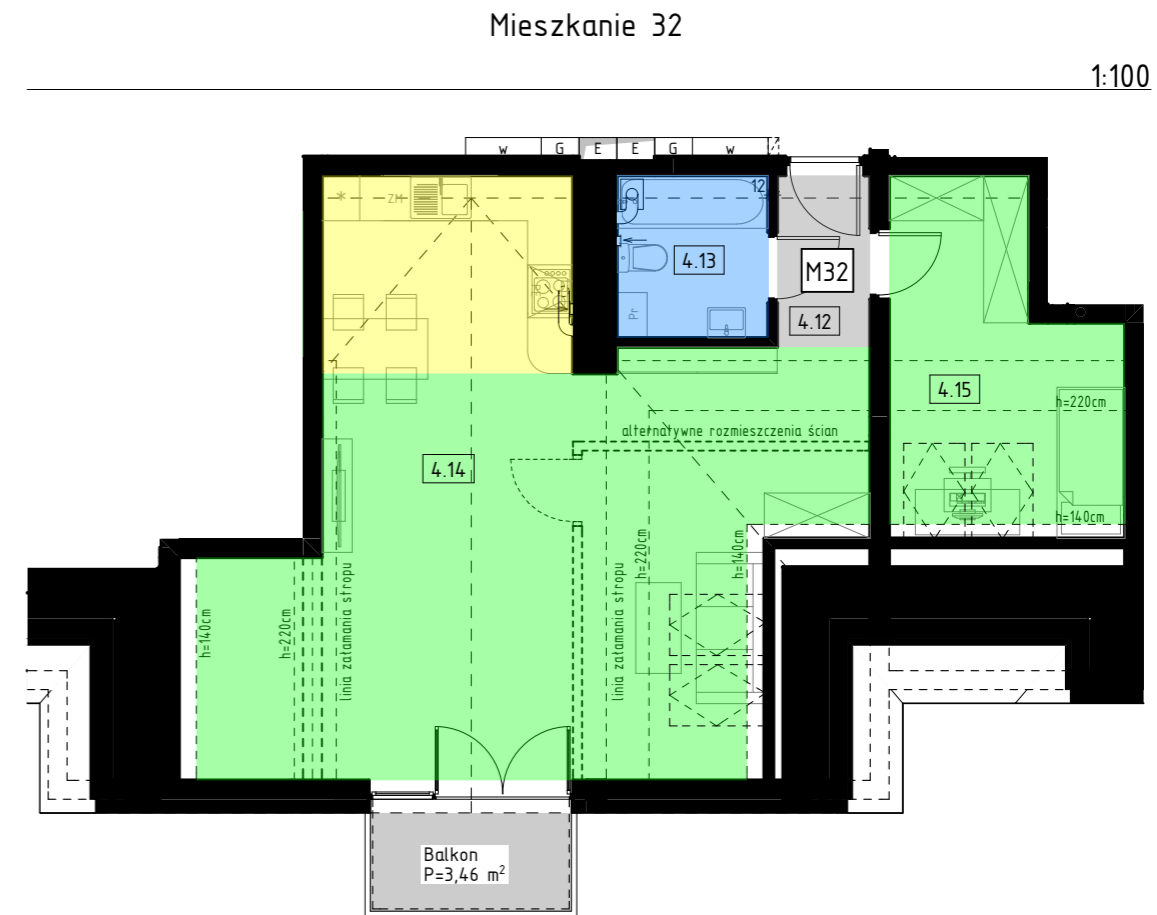 Mieszkanie 32
1:100
w G E E G w
ZM
12
4.13
M32
Pr
4.12
4.15
h=220cm
alternatywne rozmieszczenia ścian
4.14
h=140cm
h=140cm
h=220cm
linia załamania stropu
linia załamania stropu
h=220cm
h=140cm
Balkon
P=3,46 m²